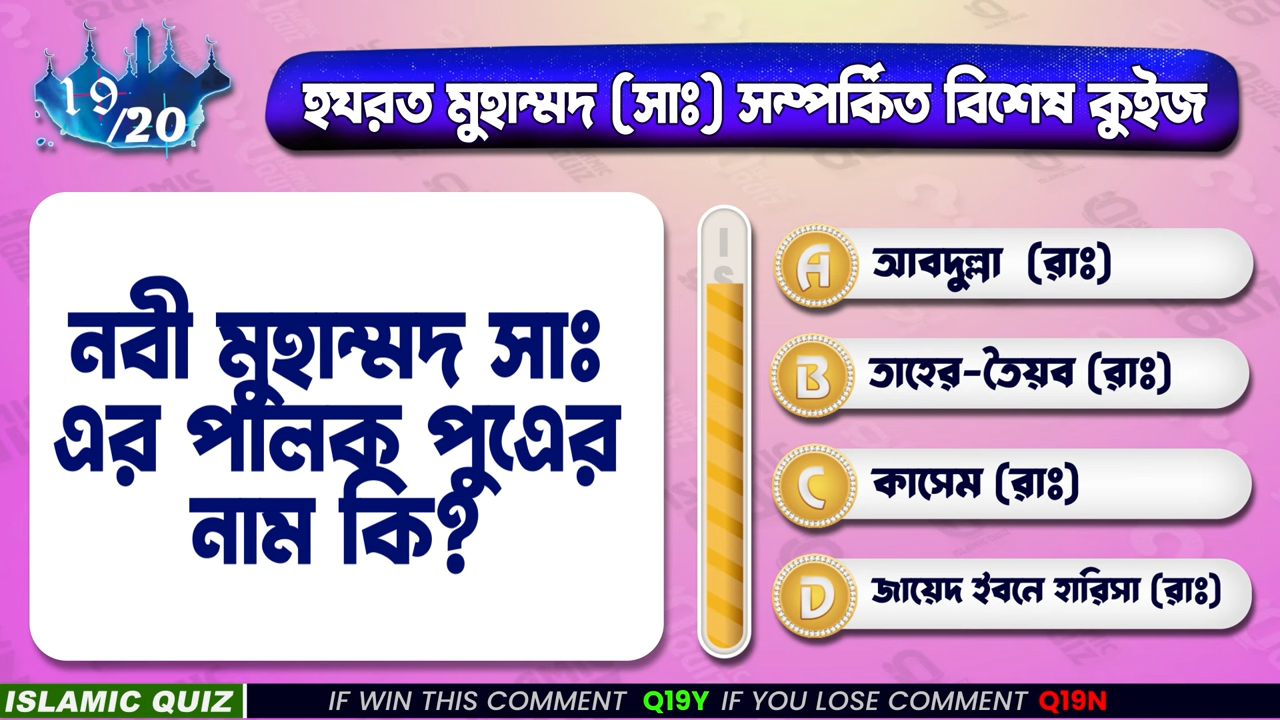 19/20
হযরত মুহাম্মদ (সাঃ) সম্পর্কিত বিশেষ কুইজ
নবী মুহাম্মদ সাঃ
এর পালক পুত্রের
নাম কি?
A আবদুল্লা (রাঃ)
B তাহের-তৈয়ব (রাঃ)
C কাসেম (রাঃ)
D জায়েদ ইবনে হারিসা (রাঃ)
ISLAMIC QUIZ IF WIN THIS COMMENT Q19Y IF YOU LOSE COMMENT Q19N